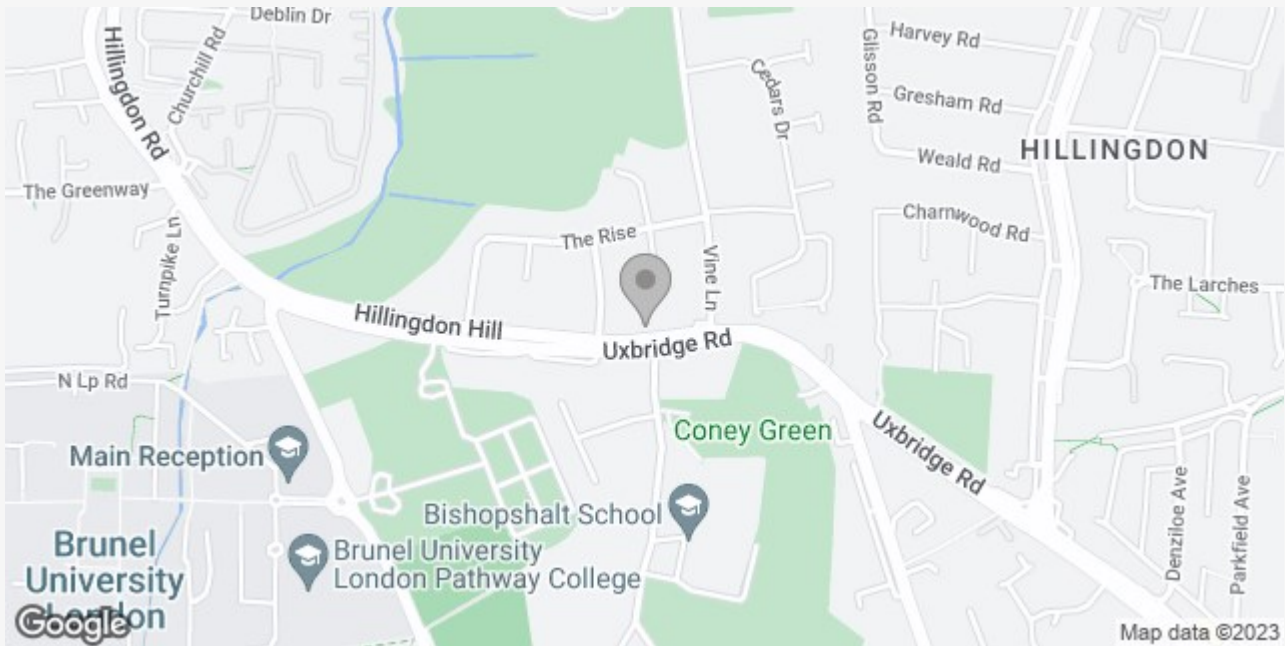 Deblin Dr
Hillingdon Rd
Churchill Rd
Cedars Dr
Glisson Rd
Harvey Rd
Gresham Rd
Weald Rd
HILLINGDON
The Greenway
Turnpike Ln
The Rise
Vine Ln
Charnwood Rd
The Larches
Hillingdon Hill
Uxbridge Rd
N Lp Rd
Main Reception
Coney Green
Uxbridge Rd
Bishopshalt School
Denziloe Ave
Parkfield Ave
Brunel
University
London
Brunel University
London Pathway College
Google
Map data ©2023